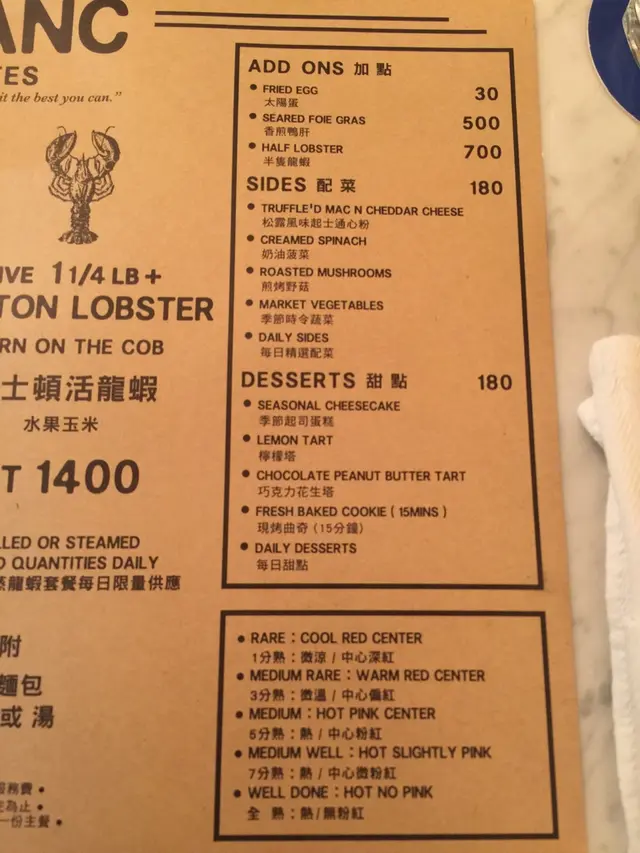 ANC
TES
it the best you can."
IVE 1 1/4 LB +
TON LOBSTER
RN ON THE COB
士頓活龍蝦
水果玉米
T 1400
LLED OR STEAMED
D QUANTITIES DAILY
蒸龍蝦套餐每日限量供應
附
麵包
或 湯
服務費 •
為止 •
一份主餐 •
ADD ONS 加 點
• FRIED EGG 30
太陽蛋
• SEARED FOIE GRAS 500
香煎鴨肝
• HALF LOBSTER 700
半隻龍蝦
SIDES 配 菜 180
• TRUFFLE'D MAC N CHEDDAR CHEESE
松露風味起士通心粉
• CREAMED SPINACH
奶油菠菜
• ROASTED MUSHROOMS
煎烤野菇
• MARKET VEGETABLES
季節時令蔬菜
• DAILY SIDES
每日精選配菜
DESSERTS 甜 點 180
• SEASONAL CHEESECAKE
季節起司蛋糕
• LEMON TART
檸檬塔
• CHOCOLATE PEANUT BUTTER TART
巧克力花生塔
• FRESH BAKED COOKIE ( 15MINS )
現烤曲奇 (15分鐘)
• DAILY DESSERTS
每日甜點
• RARE : COOL RED CENTER
1分熟 : 微涼 / 中心深紅
• MEDIUM RARE : WARM RED CENTER
3分熟 : 微溫 / 中心偏紅
• MEDIUM : HOT PINK CENTER
5分熟 : 熱 / 中心粉紅
• MEDIUM WELL : HOT SLIGHTLY PINK
7分熟 : 熱 / 中心微粉紅
• WELL DONE : HOT NO PINK
全 熟 : 熱 / 無粉紅